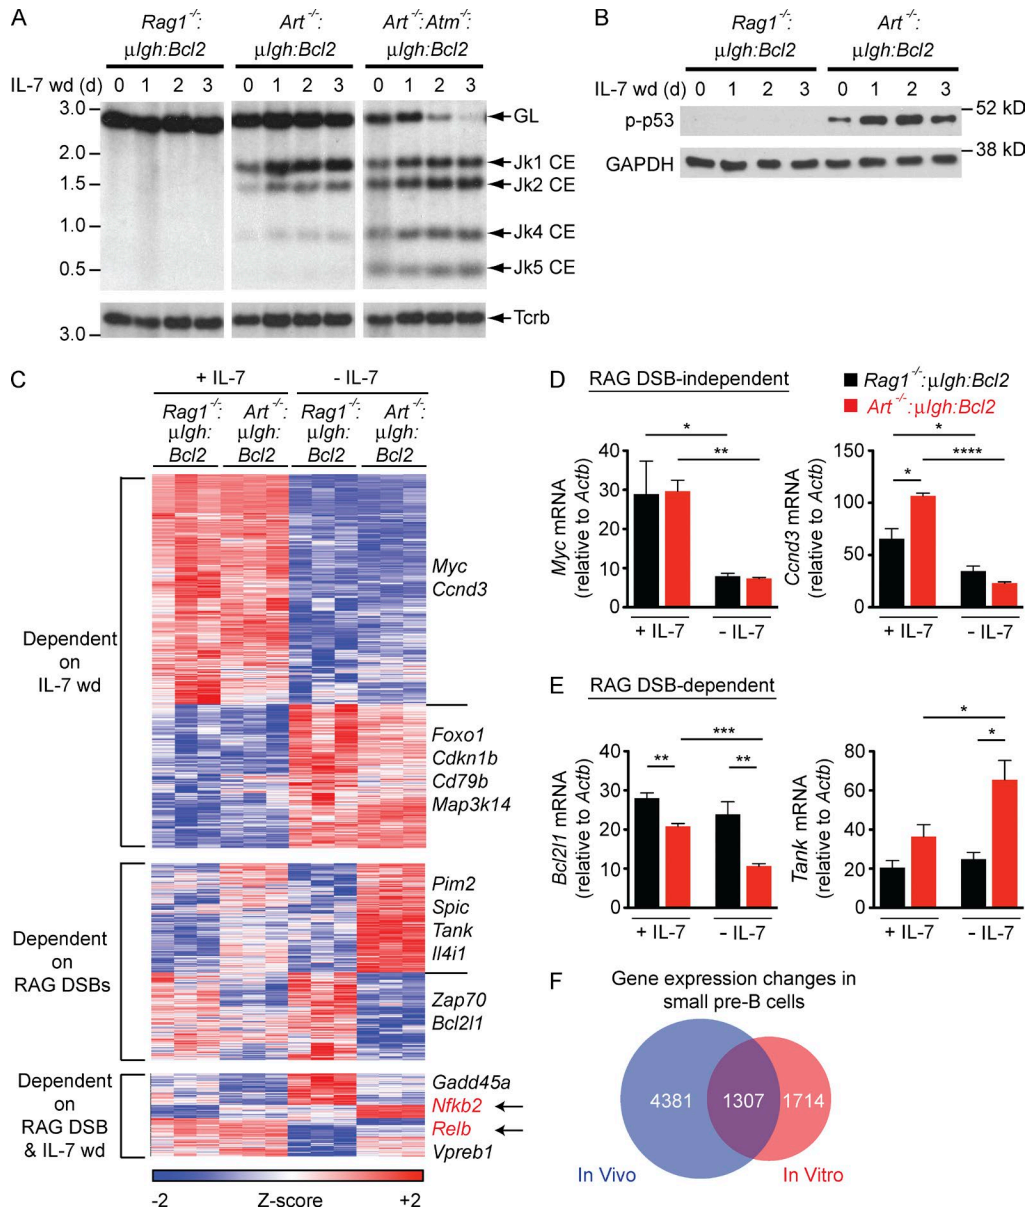 A
Rag1-/-: Art-/-: Art-/-:Atm-/-:
µIgh:Bcl2 µIgh:Bcl2 µIgh:Bcl2
IL-7 wd (d) 0 1 2 3 0 1 2 3 0 1 2 3
3.0
GL
2.0
Jk1 CE
1.5
Jk2 CE
1.0
Jk4 CE
0.5
Jk5 CE
Tcrb
3.0
B
Rag1-/-: Art-/-:
µIgh:Bcl2 µIgh:Bcl2
IL-7 wd (d) 0 1 2 3 0 1 2 3
52 kD
p-p53
38 kD
GAPDH
C
+ IL-7 - IL-7
Rag1-/-: Art-/-: Rag1-/-: Art-/-:
µIgh: µIgh: µIgh: µIgh:
Bcl2 Bcl2 Bcl2 Bcl2
Dependent
on
IL-7 wd
Myc
Ccnd3
Foxo1
Cdkn1b
Cd79b
Map3k14
Dependent
on
RAG DSBs
Pim2
Spic
Tank
Il4i1
Zap70
Bcl2l1
Dependent
on
RAG DSB
& IL-7 wd
Gadd45a
Nfkb2
Relb
Vpreb1
-2 Z-score +2
D
RAG DSB-independent
Rag1-/-:µIgh:Bcl2
Art-/-:µIgh:Bcl2
Myc mRNA
(relative to Actb)
40
30
20
10
0
*
**
+ IL-7 - IL-7
Ccnd3 mRNA
(relative to Actb)
150
100
50
0
*
****
*
+ IL-7 - IL-7
E
RAG DSB-dependent
Bcl2l1 mRNA
(relative to Actb)
40
30
20
10
0
***
** **
+ IL-7 - IL-7
Tank mRNA
(relative to Actb)
80
60
40
20
0
*
*
+ IL-7 - IL-7
F
Gene expression changes in
small pre-B cells
4381 1307 1714
In Vivo In Vitro